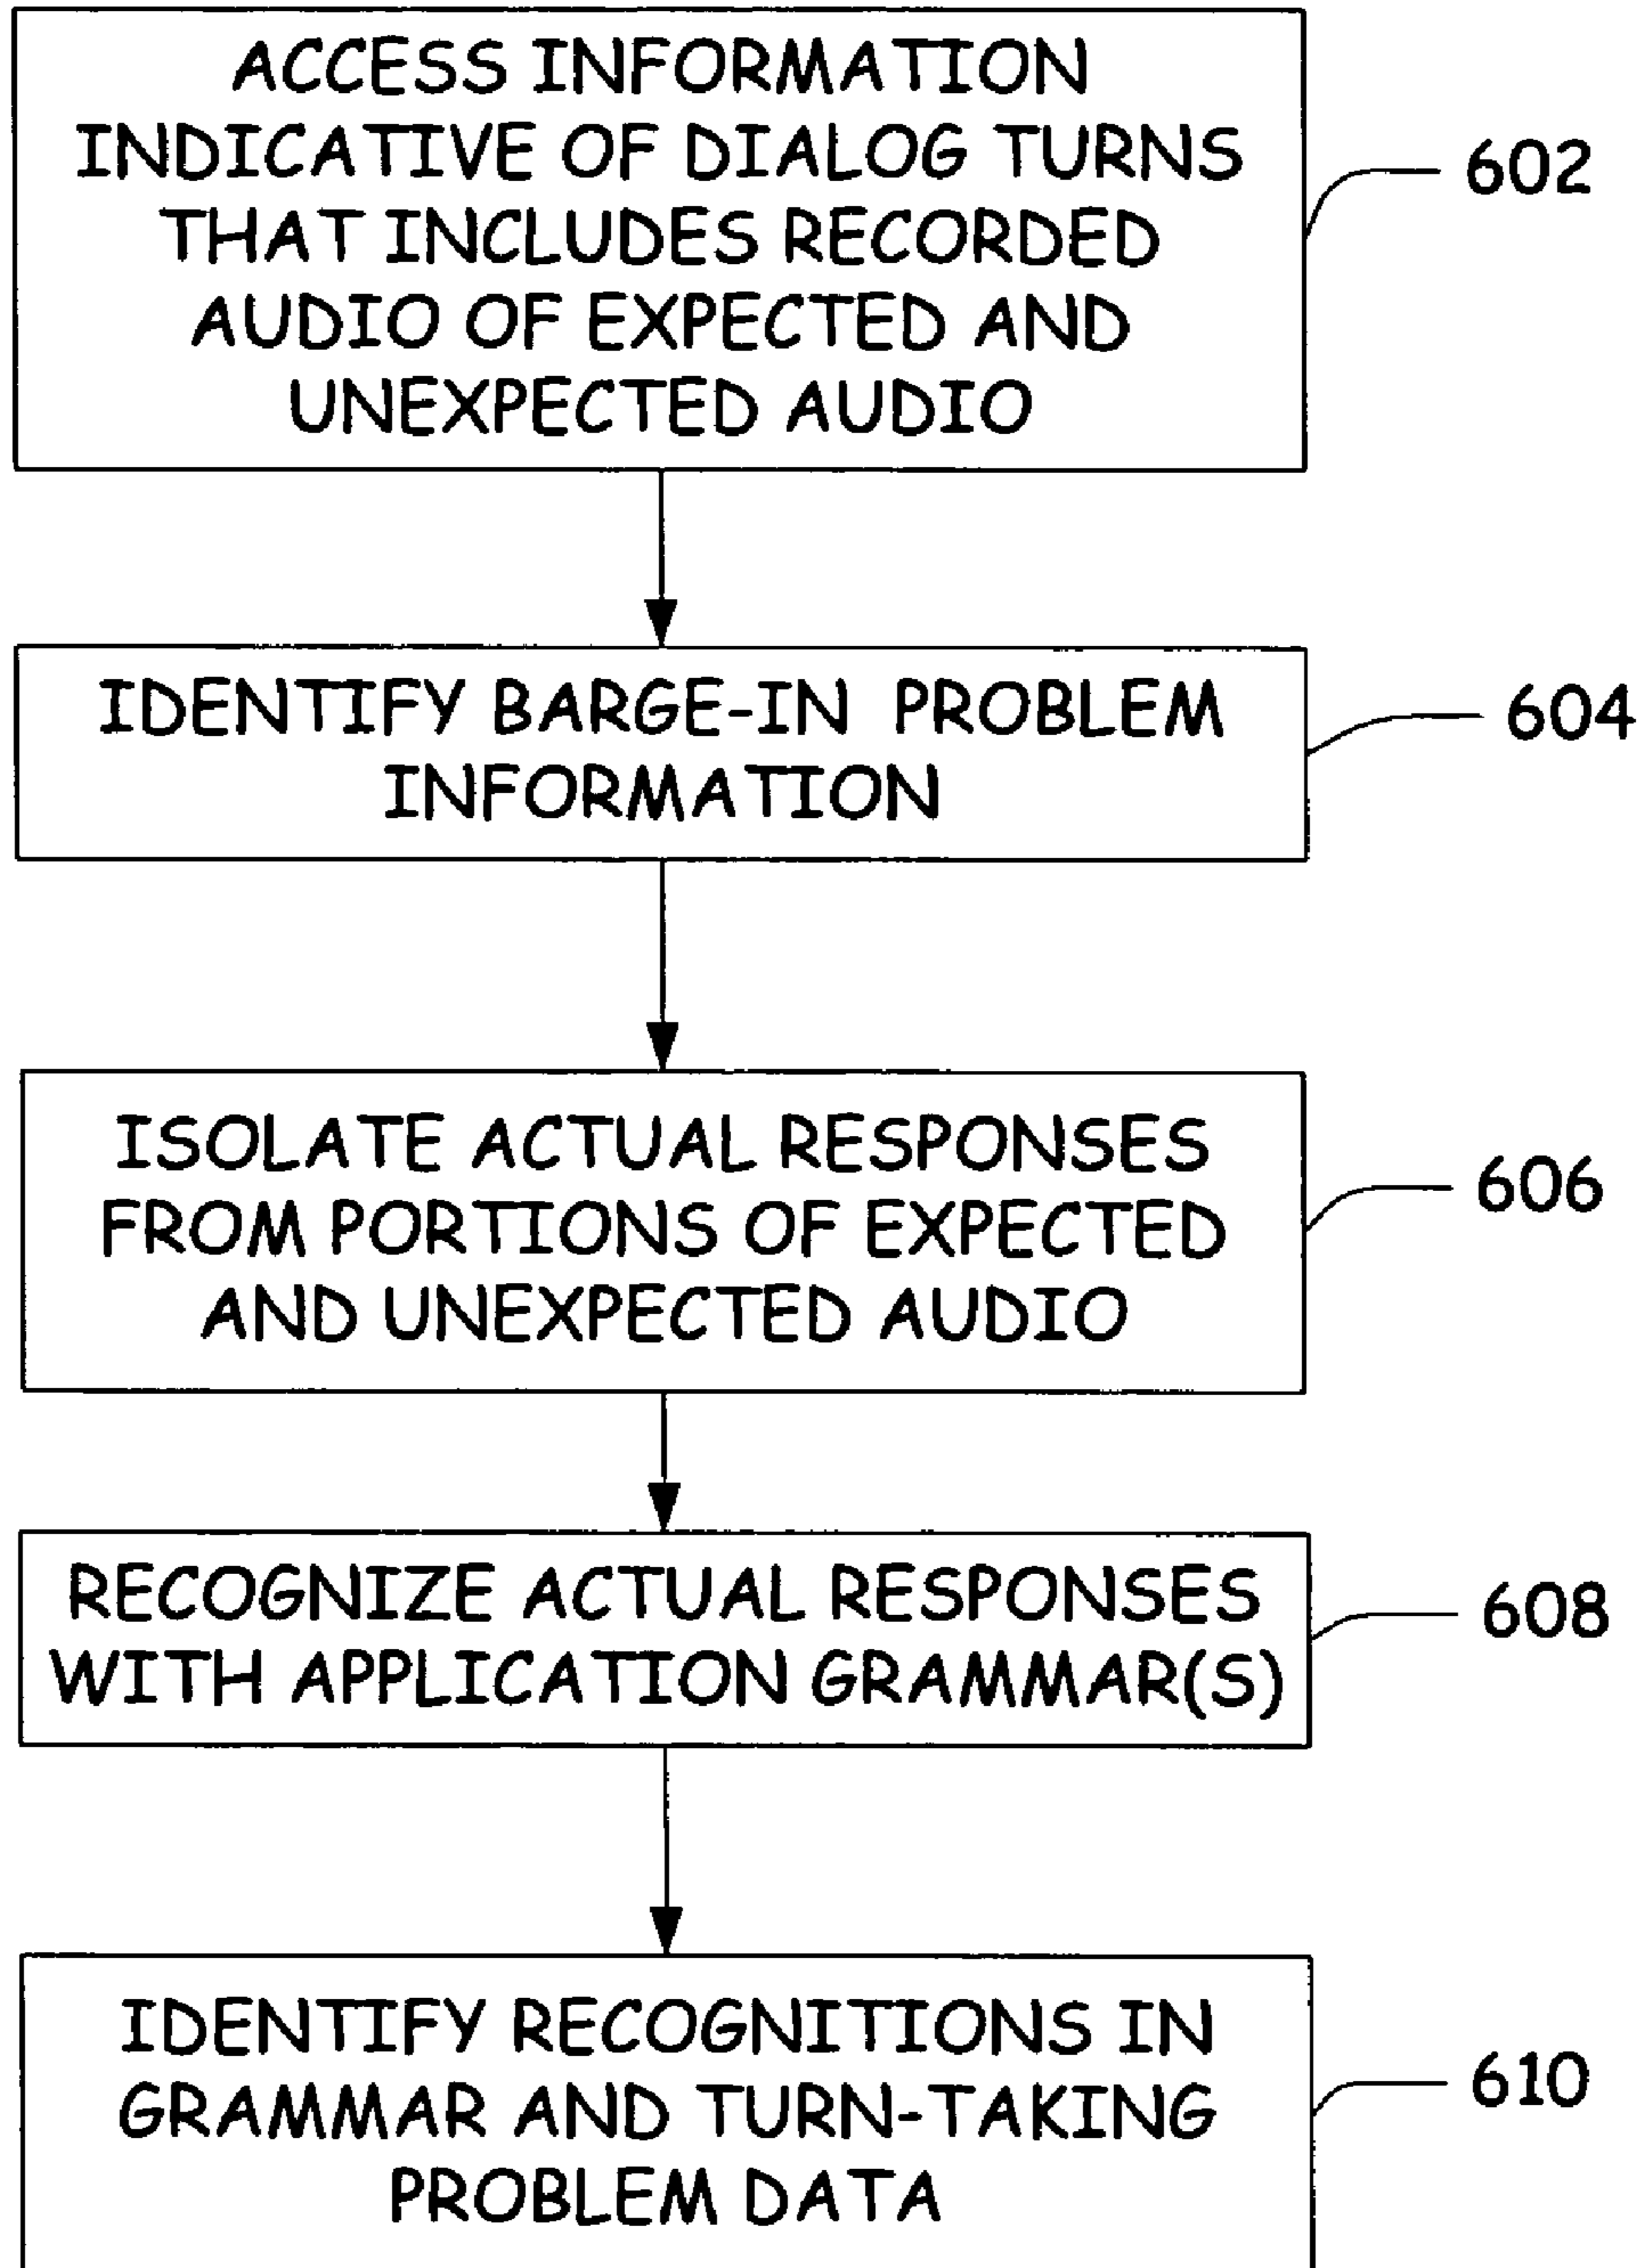 ACCESS INFORMATION
INDICATIVE OF DIALOG TURNS
THAT INCLUDES RECORDED
AUDIO OF EXPECTED AND
UNEXPECTED AUDIO
602
IDENTIFY BARGE-IN PROBLEM
INFORMATION
604
ISOLATE ACTUAL RESPONSES
FROM PORTIONS OF EXPECTED
AND UNEXPECTED AUDIO
606
RECOGNIZE ACTUAL RESPONSES
WITH APPLICATION GRAMMAR(S)
608
IDENTIFY RECOGNITIONS IN
GRAMMAR AND TURN-TAKING
PROBLEM DATA
610